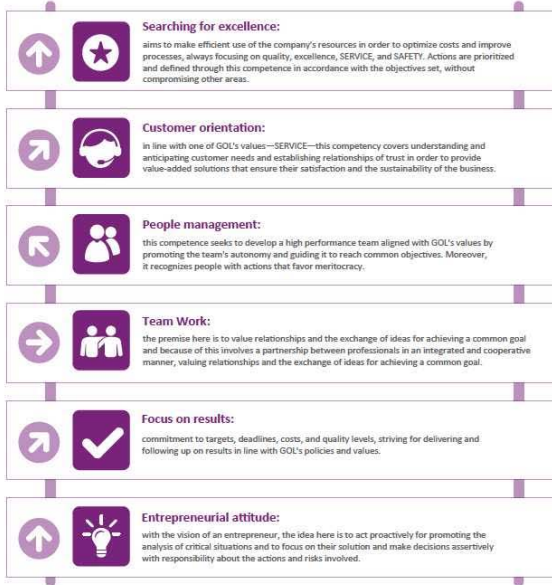 Searching for excellence:
aims to make efficient use of the company's resources in order to optimize costs and improve
processes, always focusing on quality, excellence, SERVICE, and SAFETY. Actions are prioritized
and defined through this competence in accordance with the objectives set, without
compromising other areas.
Customer orientation:
in line with one of GOL's values—SERVICE—this competency covers understanding and
anticipating customer needs and establishing relationships of trust in order to provide
value-added solutions that ensure their satisfaction and the sustainability of the business.
People management:
this competence seeks to develop a high performance team aligned with GOL's values by
promoting the team's autonomy and guiding it to reach common objectives. Moreover,
it recognizes people with actions that favor meritocracy.
Team Work:
the premise here is to value relationships and the exchange of ideas for achieving a common goal
and because of this involves a partnership between professionals in an integrated and cooperative
manner, valuing relationships and the exchange of ideas for achieving a common goal.
Focus on results:
commitment to targets, deadlines, costs, and quality levels, striving for delivering and
following up on results in line with GOL's policies and values.
Entrepreneurial attitude:
with the vision of an entrepreneur, the idea here is to act proactively for promoting the
analysis of critical situations and to focus on their solution and make decisions assertively
with responsibility about the actions and risks involved.